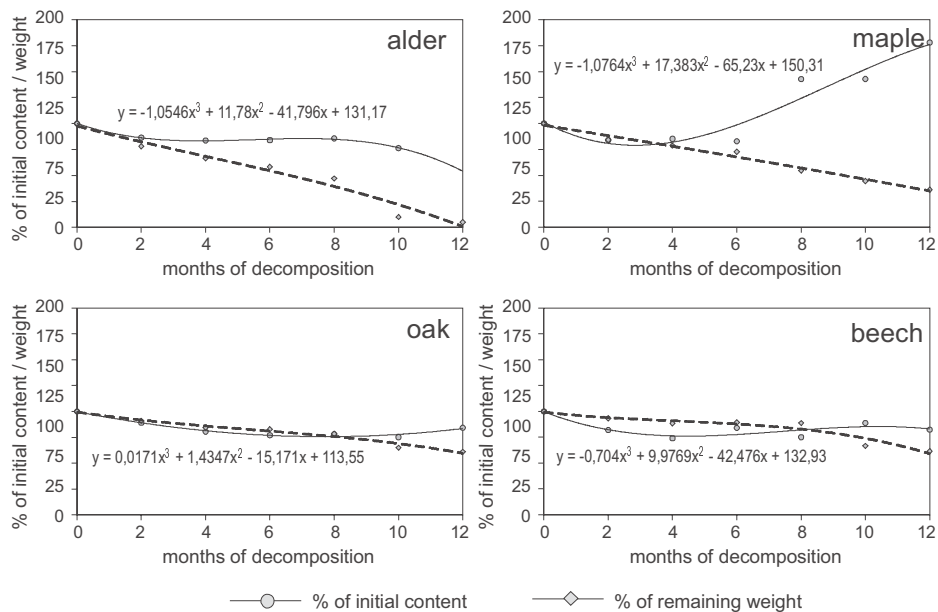 200
175
150
125
100
75
25
0
% of initial content / weight
alder
y = -1,0546x³ + 11,78x² - 41,796x + 131,17
0 2 4 6 8 10 12
months of decomposition
200
175
150
125
100
75
25
0
% of initial content / weight
maple
y = -1,0764x³ + 17,383x² - 65,23x + 150,31
0 2 4 6 8 10 12
months of decomposition
200
175
150
125
100
75
25
0
% of initial content / weight
oak
y = 0,0171x³ + 1,4347x² - 15,171x + 113,55
0 2 4 6 8 10 12
months of decomposition
200
175
150
125
100
75
25
0
% of initial content / weight
beech
y = -0,704x³ + 9,9769x² - 42,476x + 132,93
0 2 4 6 8 10 12
months of decomposition
% of initial content
% of remaining weight